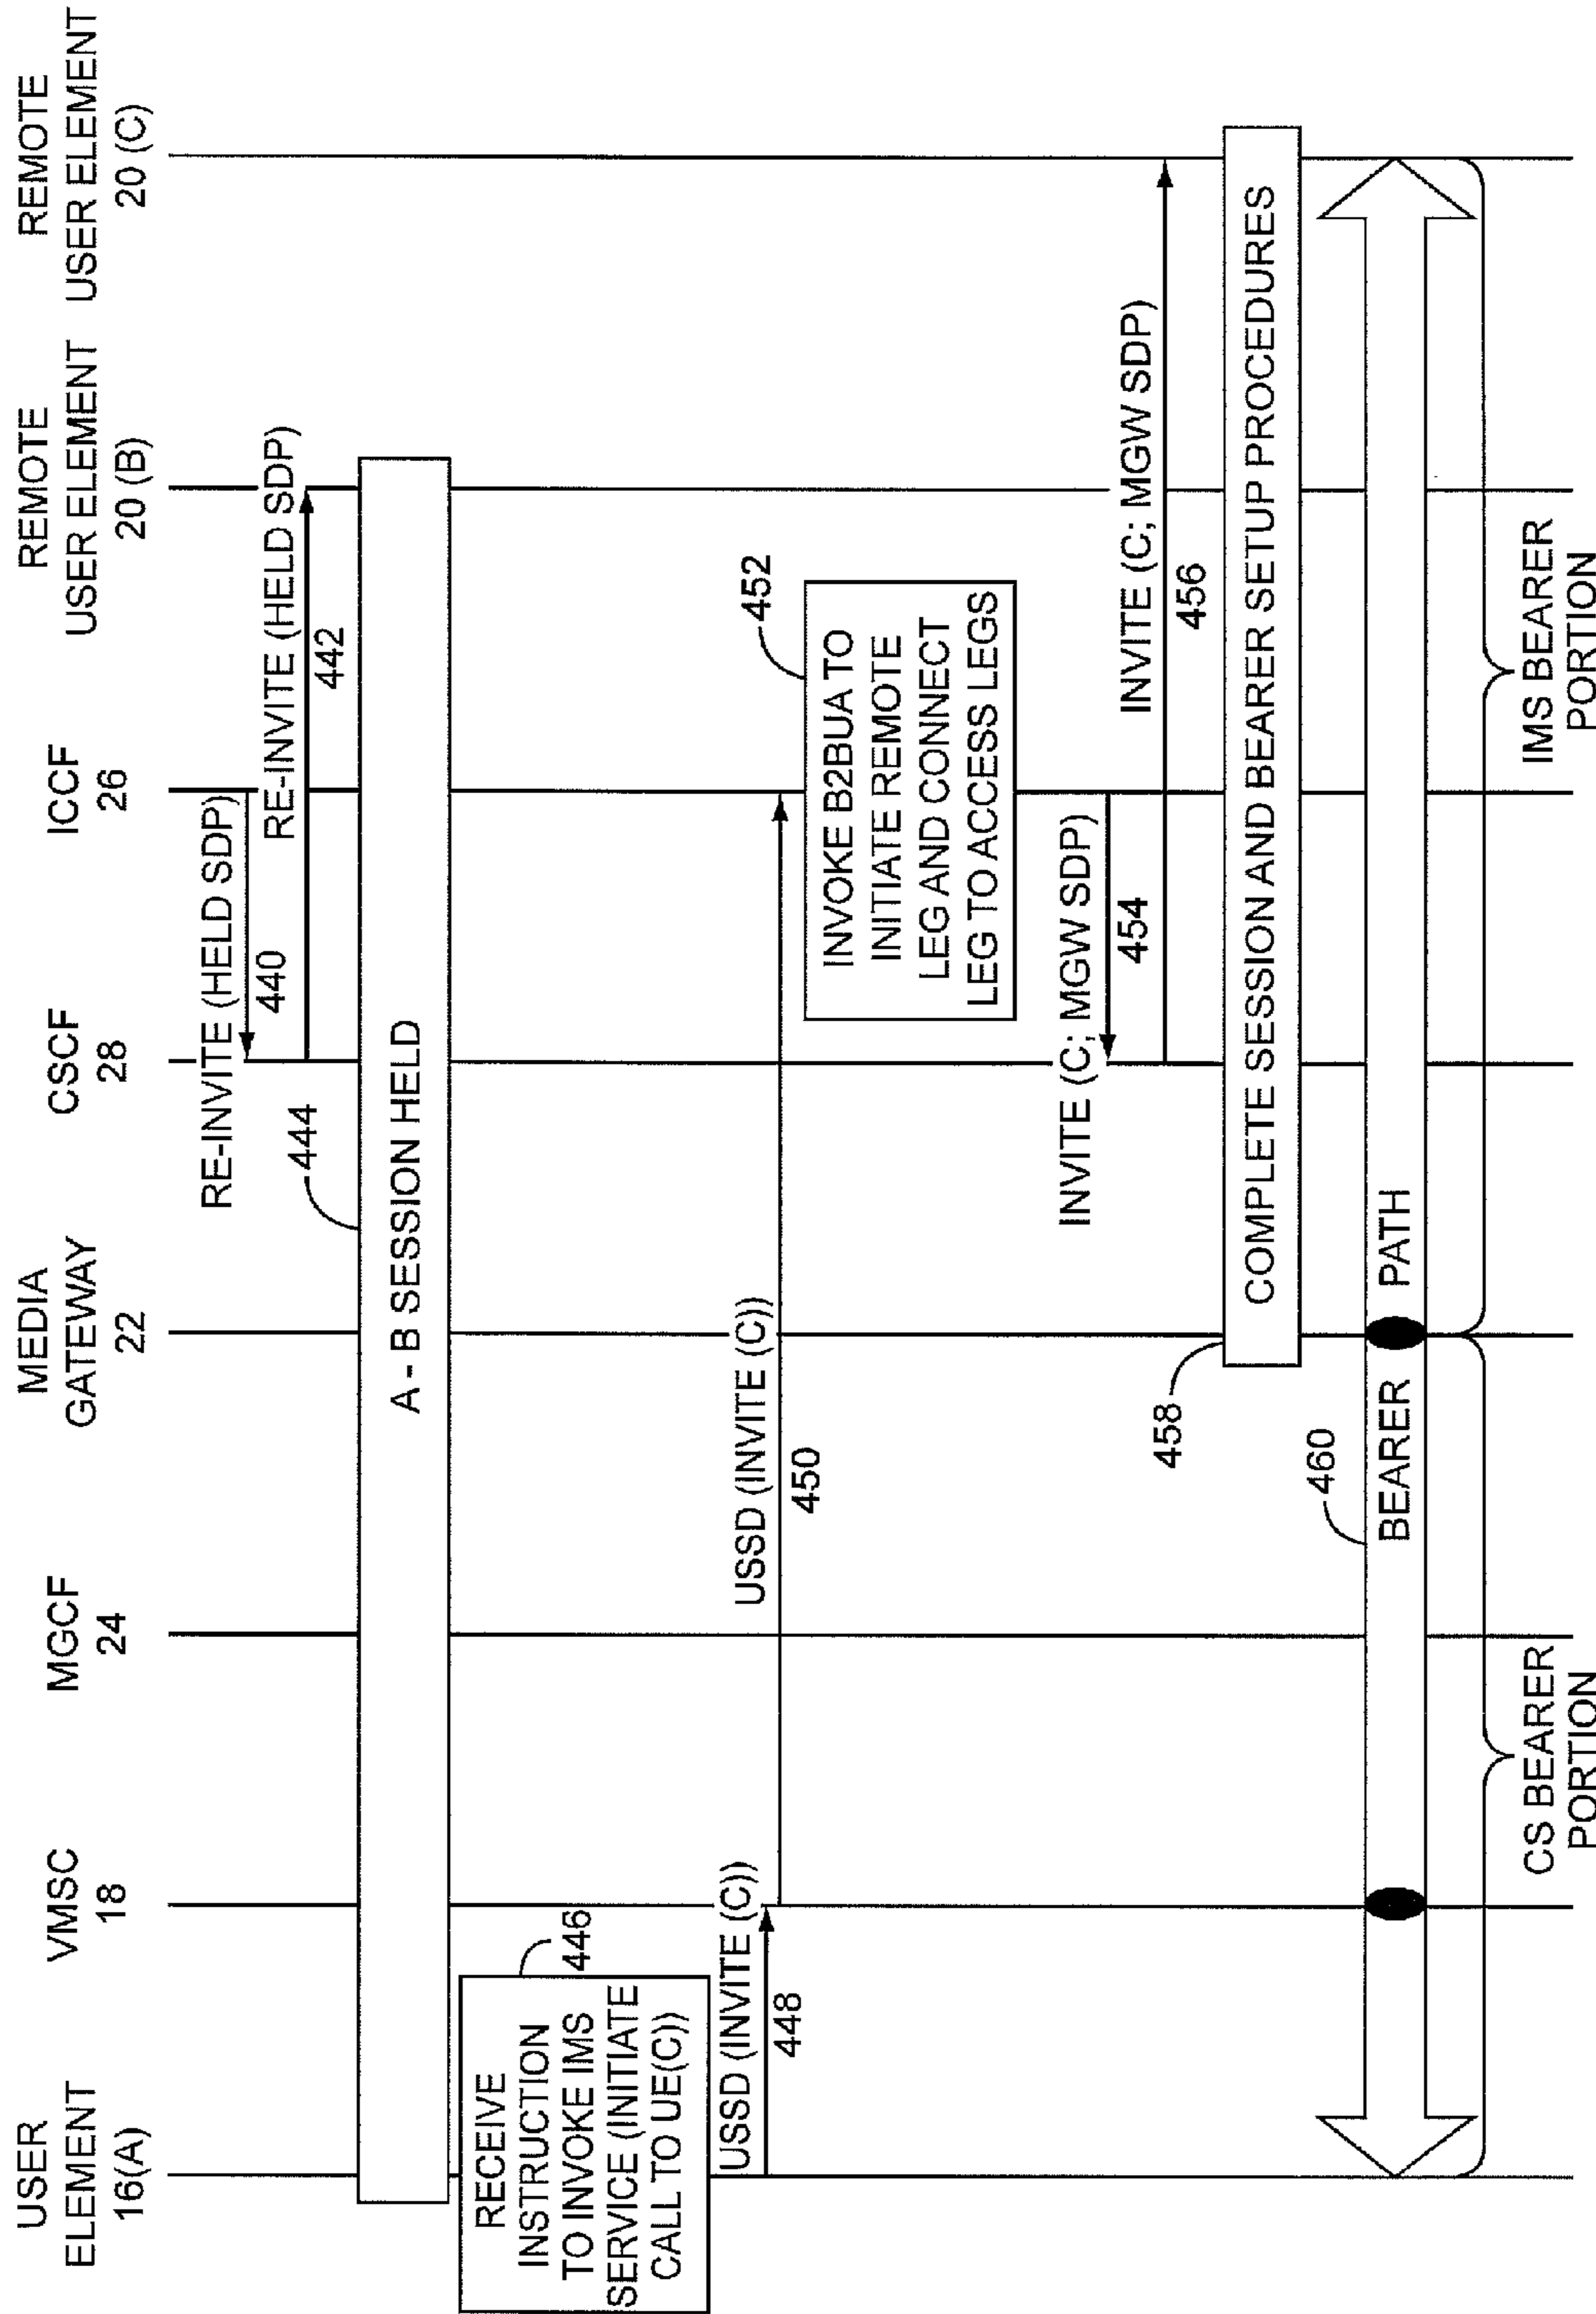 USER
ELEMENT
16(A)
VMSC
18
MGCF
24
MEDIA
GATEWAY
22
CSCF
28
ICCF
26
REMOTE
USER ELEMENT
20 (B)
REMOTE
USER ELEMENT
20 (C)
RE-INVITE (HELD SDP)
440
RE-INVITE (HELD SDP)
442
444
A - B SESSION HELD
RECEIVE
INSTRUCTION
TO INVOKE IMS
SERVICE (INITIATE
CALL TO UE(C))
446
USSD (INVITE (C))
448
USSD (INVITE (C))
450
452
INVOKE B2BUA TO
INITIATE REMOTE
LEG AND CONNECT
LEG TO ACCESS LEGS
INVITE (C; MGW SDP)
454
INVITE (C; MGW SDP)
456
458
COMPLETE SESSION AND BEARER SETUP PROCEDURES
460
BEARER PATH
CS BEARER
PORTION
IMS BEARER
PORTION